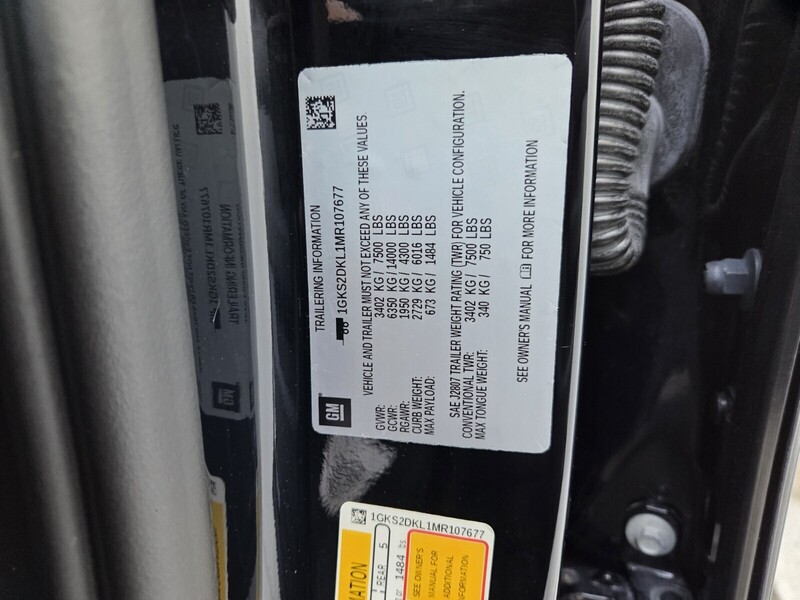 TRAILERING INFORMATION
1GKS2DKL1MR107677
VEHICLE AND TRAILER MUST NOT EXCEED ANY OF THESE VALUES.
GVWR: 3402 KG/ 7500 LBS
GCWR: 6350 KG/ 14000 LBS
RGAWR: 1950 KG/ 4300 LBS
CURB WEIGHT: 2729 KG/ 6016 LBS
MAX PAYLOAD: 673 KG/ 1484 LBS
SAE J2807 TRAILER WEIGHT RATING (TWR) FOR VEHICLE CONFIGURATION.
CONVENTIONAL TWR: 3402 KG/ 7500 LBS
MAX TONGUE WEIGHT: 340 KG/ 750 LBS
SEE OWNER'S MANUAL FOR MORE INFORMATION
GM
1GKS2DKL1MR107677
REAR 5
or 1484 lbs.
SEE OWNER'S
MANUAL FOR
ADDITIONAL